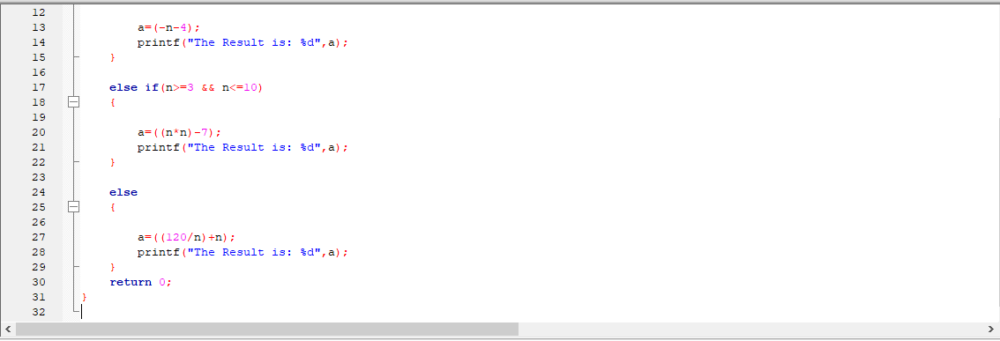 12
13 a=(-n-4);
14 printf("The Result is: %d",a);
15 }
16
17 else if(n>=3 && n<=10)
18 {
19
20 a=((n*n)-7);
21 printf("The Result is: %d",a);
22 }
23
24 else
25 {
26
27 a=((120/n)+n);
28 printf("The Result is: %d",a);
29 }
30 return 0;
31 }
32